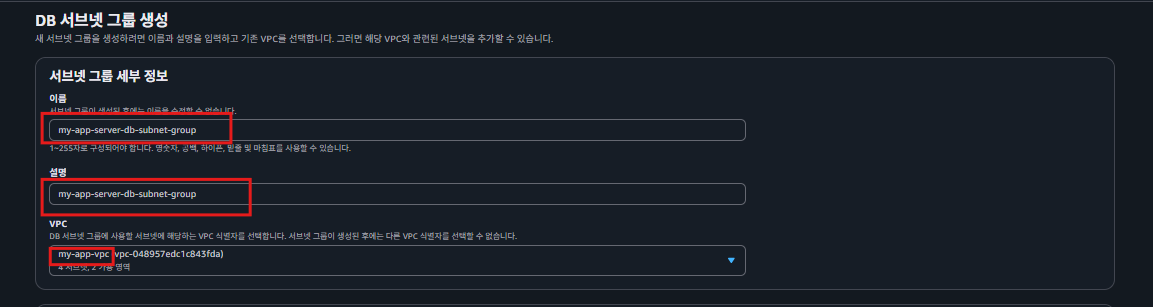 DB 서브넷 그룹 생성
새 서브넷 그룹을 생성하려면 이름과 설명을 입력하고 기존 VPC를 선택합니다. 그러면 해당 VPC와 관련된 서브넷을 추가할 수 있습니다.
서브넷 그룹 세부 정보
이름
서브넷 그룹이 생성된 후에는 이름을 수정할 수 없습니다.
my-app-server-db-subnet-group
1~255자로 구성되어야 합니다. 영숫자, 공백, 하이픈, 밑줄 및 마침표를 사용할 수 있습니다.
설명
my-app-server-db-subnet-group
VPC
DB 서브넷 그룹에 사용할 서브넷에 해당하는 VPC 식별자를 선택합니다. 서브넷 그룹이 생성된 후에는 다른 VPC 식별자를 선택할 수 없습니다.
my-app-vpc (vpc-048957edc1c843fda)
4 서브넷, 2 가용 영역